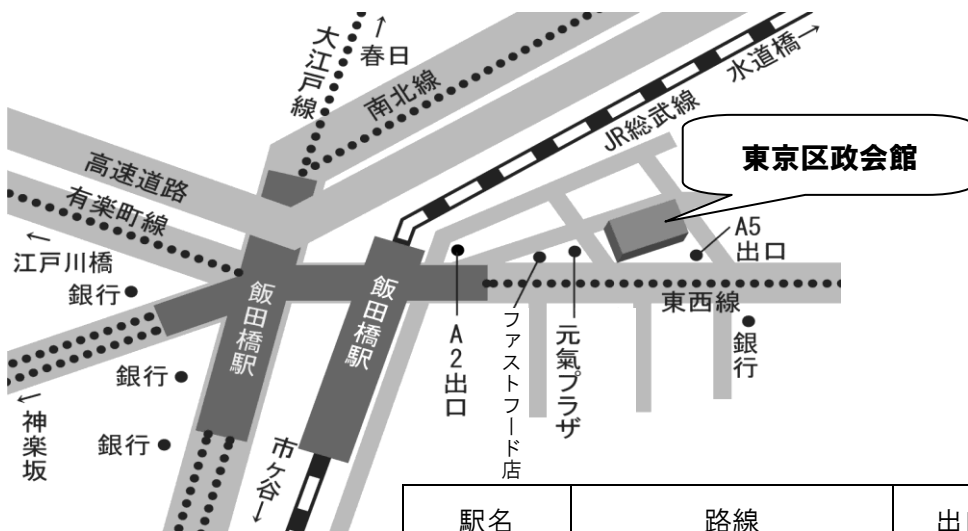 大江戸線
↑
春日
南北線
水道橋→
JR総武線
東京区政会館
高速道路
有楽町線
←
江戸川橋
銀行
飯田橋駅
飯田橋駅
A5
出口
東西線
銀行
A2出口
ファストフード店
元氣プラザ
銀行
←
神楽坂
銀行
市ヶ谷→
駅名
路線
出